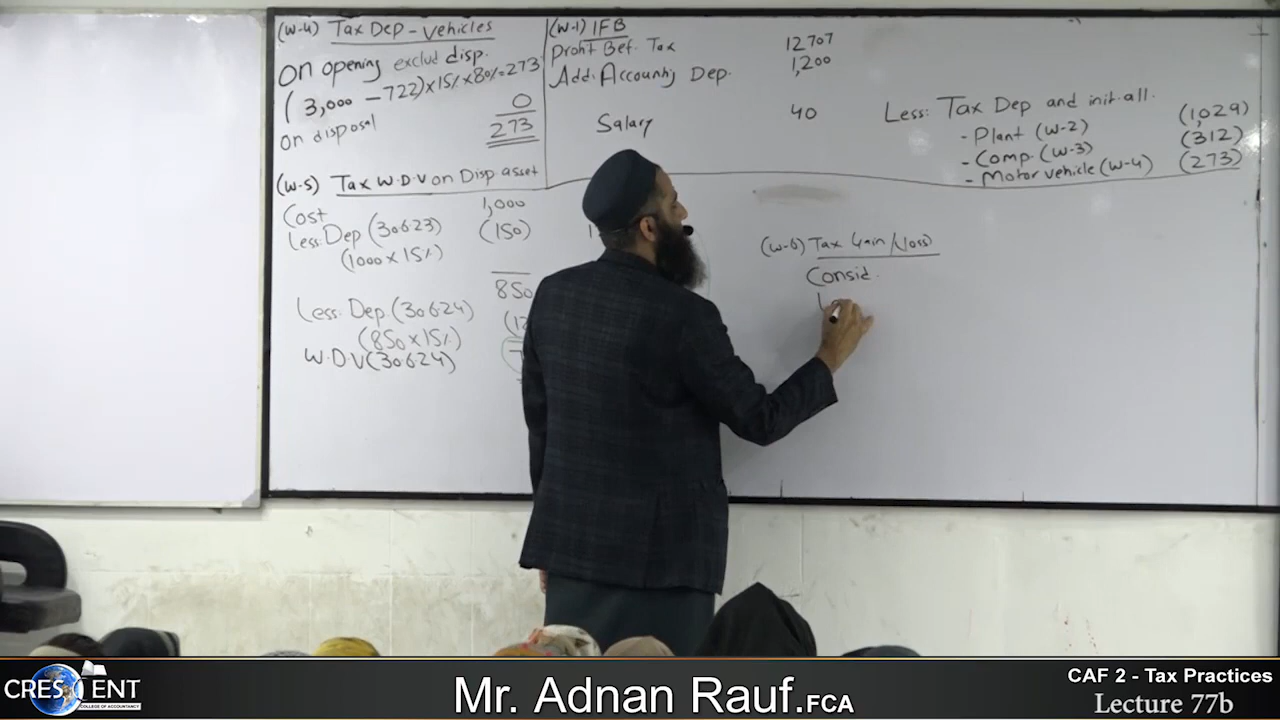 (W-4) Tax Dep - Vehicles
On opening exclud disp.
(3,000 - 722) × 15% × 80% = 273
On disposal 0
273
(W-5) Tax W.D.V on Disp. asset
Cost 1,000
Less: Dep (30.6.23) (150)
(1000 × 15%)
850
Less: Dep. (30.6.24)
(850 × 15%)
W.D.V (30.6.24)
(W-1) IFB
Profit Bef. Tax 12707
Add: Accounting Dep. 1,200
Salary 40
Less: Tax Dep and init.all.
- Plant (W-2) (1,029)
- Comp. (W-3) (312)
- Motor vehicle (W-4) (273)
(W-6) Tax Gain/(loss)
Consid.
CRESCENT
COLLEGE OF ACCOUNTANCY
Mr. Adnan Rauf.FCA
CAF 2 - Tax Practices
Lecture 77b